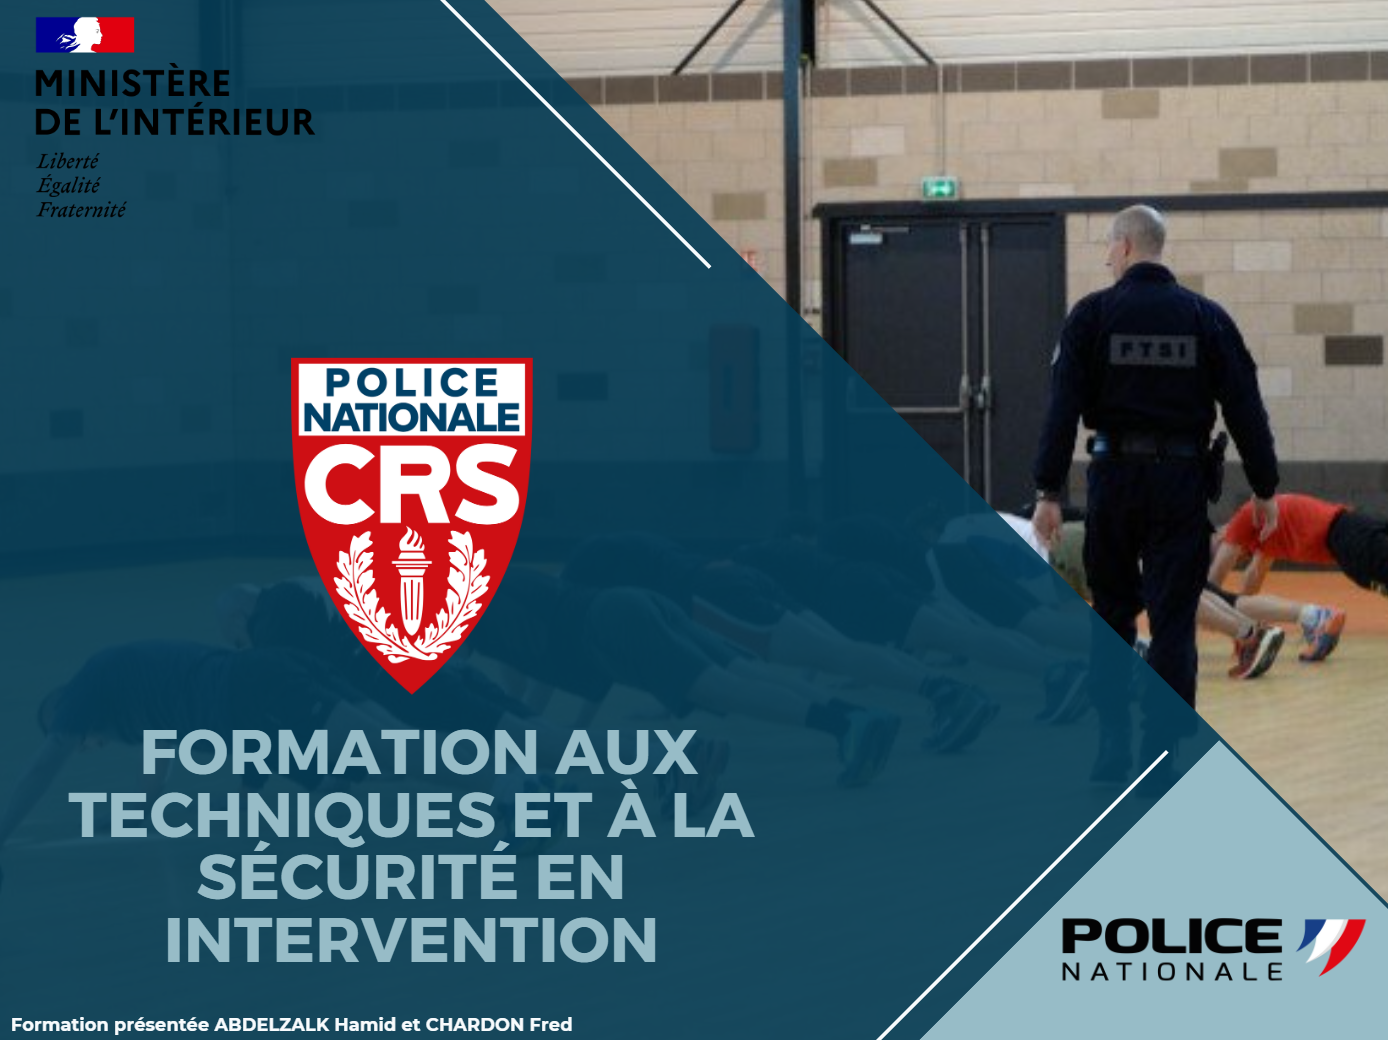 MINISTÈRE
DE L'INTÉRIEUR
Liberté
Égalité
Fraternité
FTSI
POLICE
NATIONALE
CRS
FORMATION AUX
TECHNIQUES ET À LA
SÉCURITÉ EN
INTERVENTION
POLICE
NATIONALE
Formation présentée ABDELZALK Hamid et CHARDON Fred